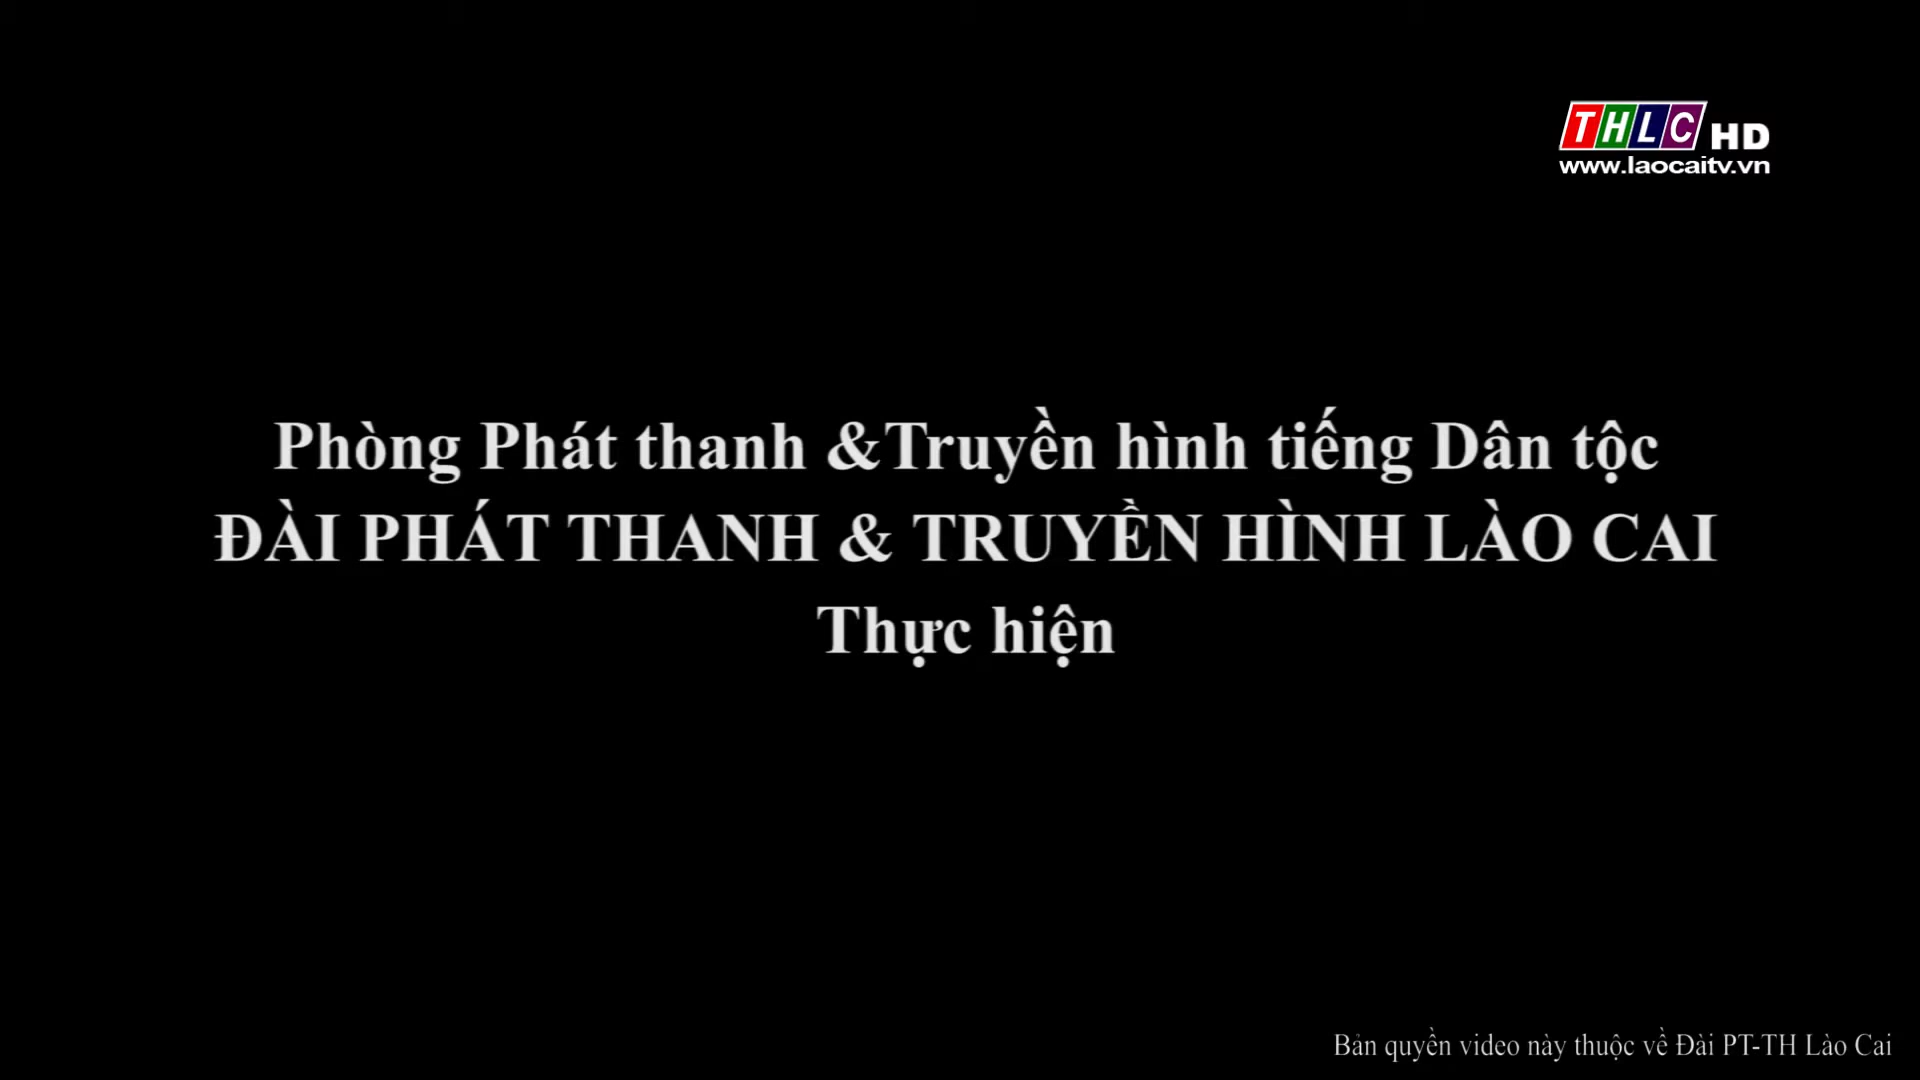 THLC HD
www.laocaitv.vn
Phòng Phát thanh &Truyền hình tiếng Dân tộc
ĐÀI PHÁT THANH & TRUYỀN HÌNH LÀO CAI
Thực hiện
Bản quyền video này thuộc về Đài PT-TH Lào Cai